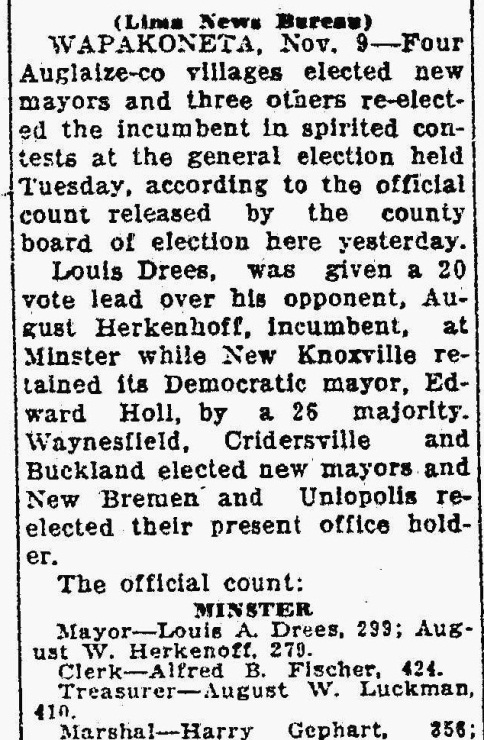 (Lima News Bureau)
WAPAKONETA, Nov. 9—Four
Auglaize-co villages elected new
mayors and three others re-elect-
ed the incumbent in spirited con-
tests at the general election held
Tuesday, according to the official
count released by the county
board of election here yesterday.
Louis Drees, was given a 20
vote lead over his opponent, Au-
gust Herkenhoff, incumbent, at
Minster while New Knoxville re-
tained its Democratic mayor, Ed-
ward Holl, by a 26 majority.
Waynesfield, Cridersville and
Buckland elected new mayors and
New Bremen and Uniopolis re-
elected their present office hold-
er.
The official count:
MINSTER
Mayor—Louis A. Drees, 299; Aug-
ust W. Herkenoff, 279.
Clerk—Alfred B. Fischer, 424.
Treasurer—August W. Luckman,
410.
Marshal—Harry Gephart, 356;